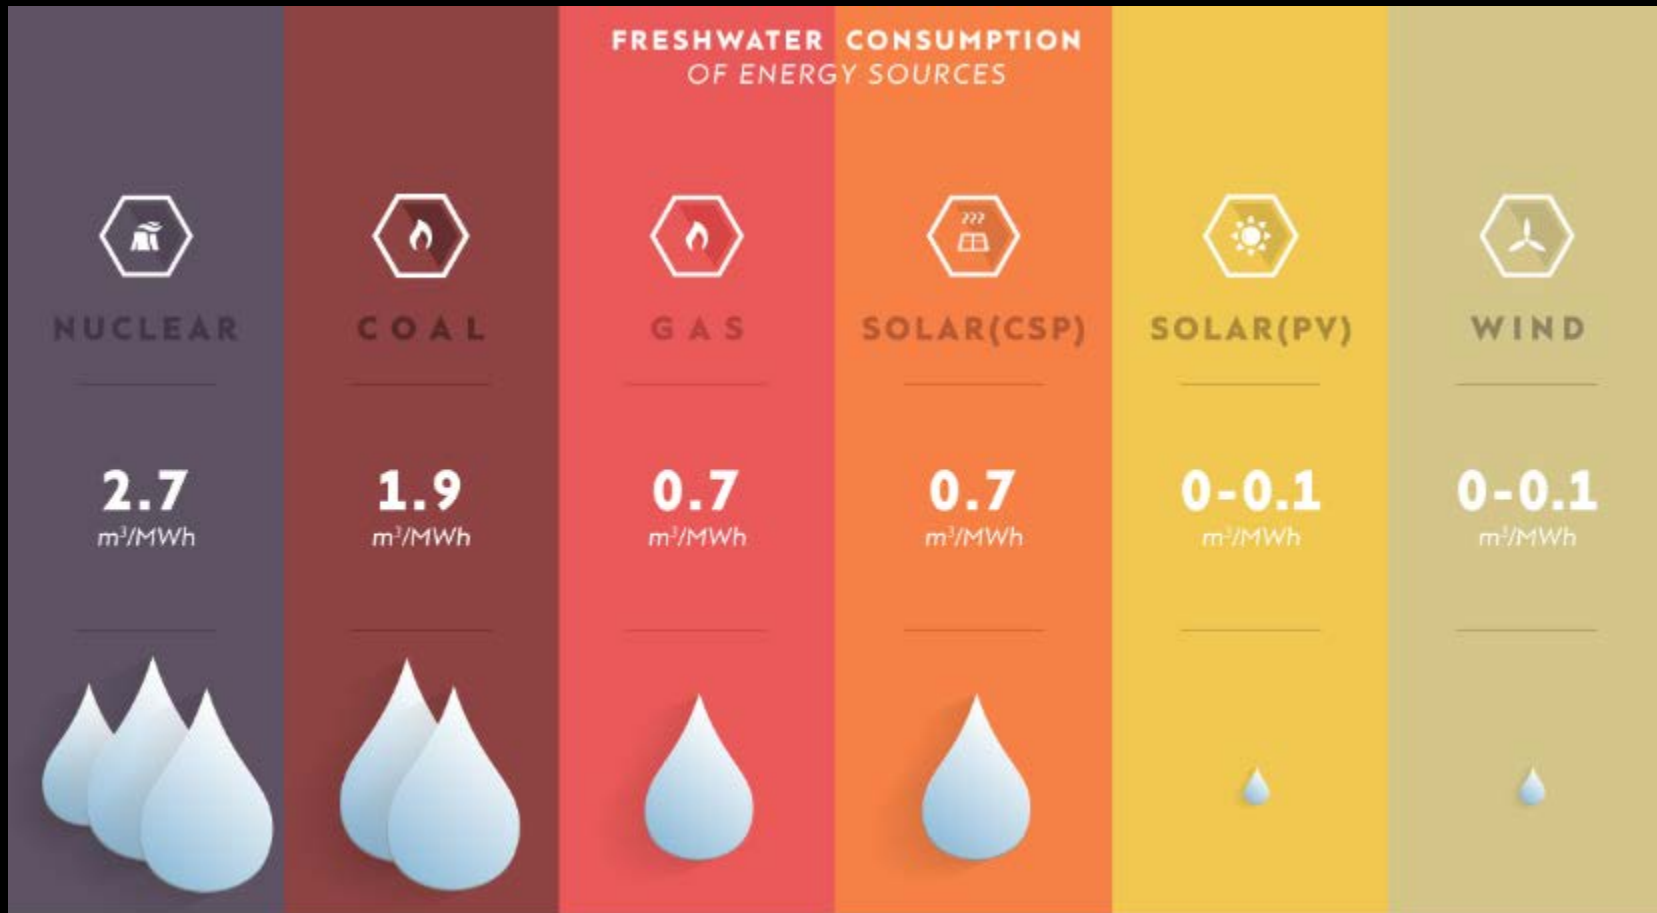 FRESHWATER CONSUMPTION
OF ENERGY SOURCES
???
NUCLEAR
COAL
GAS
SOLAR(CSP)
SOLAR(PV)
WIND
2.7
m³/MWh
1.9
m³/MWh
0.7
m³/MWh
0.7
m³/MWh
0-0.1
m³/MWh
0-0.1
m³/MWh